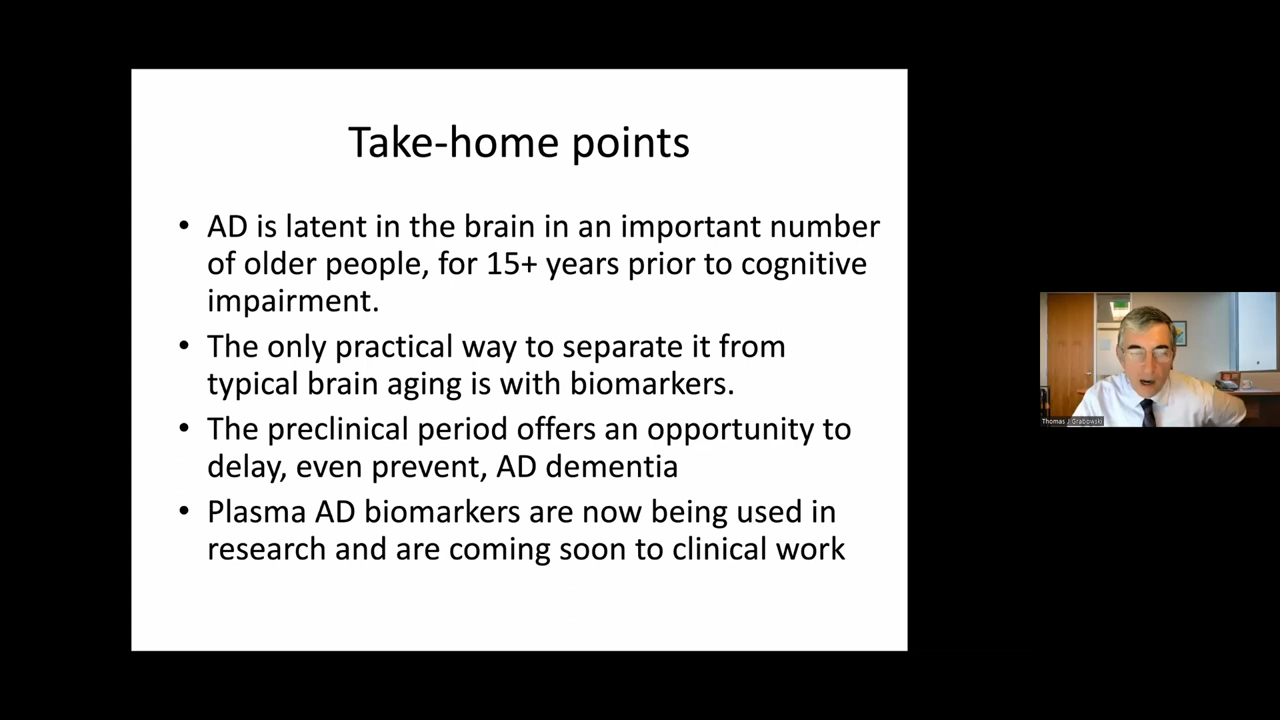 Take-home points
• AD is latent in the brain in an important number
of older people, for 15+ years prior to cognitive
impairment.
• The only practical way to separate it from
typical brain aging is with biomarkers.
• The preclinical period offers an opportunity to
delay, even prevent, AD dementia
• Plasma AD biomarkers are now being used in
research and are coming soon to clinical work
Thomas J Grabowski